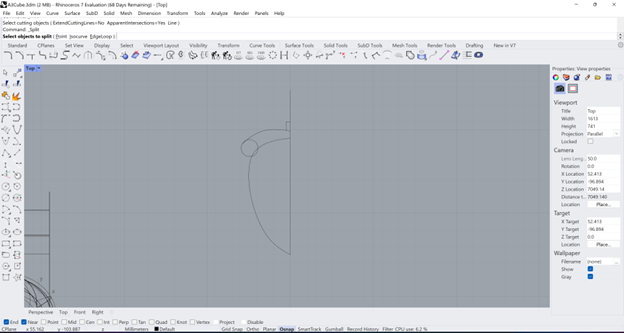 AdiCube.3dm (2 MB) - Rhinoceros 7 Evaluation (68 Days Remaining) - [Top]
File Edit View Curve Surface SubD Solid Mesh Dimension Transform Tools Analyze Render Panels Help
Select cutting objects ( ExtendCuttingLines=No ApparentIntersections=Yes Line )
Command: _Split
Select objects to split ( Point Isocurve EdgeLoop ):
Standard CPlanes Set View Display Select Viewport Layout Visibility Transform Curve Tools Surface Tools Solid Tools SubD Tools Mesh Tools Render Tools Drafting New in V7
Top
Properties: View properties
Viewport
Title Top
Width 1613
Height 741
Projection Parallel
Locked
Camera
Lens Leng... 50.0
Rotation 0.0
X Location 52.413
Y Location -96.894
Z Location 7049.14
Distance t... 7049.140
Location Place...
Target
X Target 52.413
Y Target -96.894
Z Target 0.0
Location Place...
Wallpaper
Filename (none) ...
Show
Gray
Perspective Top Front Right
End Near Point Mid Cen Int Perp Tan Quad Knot Vertex Project Disable
CPlane x 55.162 y -103.887 z Millimeters Default Grid Snap Ortho Planar Osnap SmartTrack Gumball Record History Filter CPU use: 6.2 %